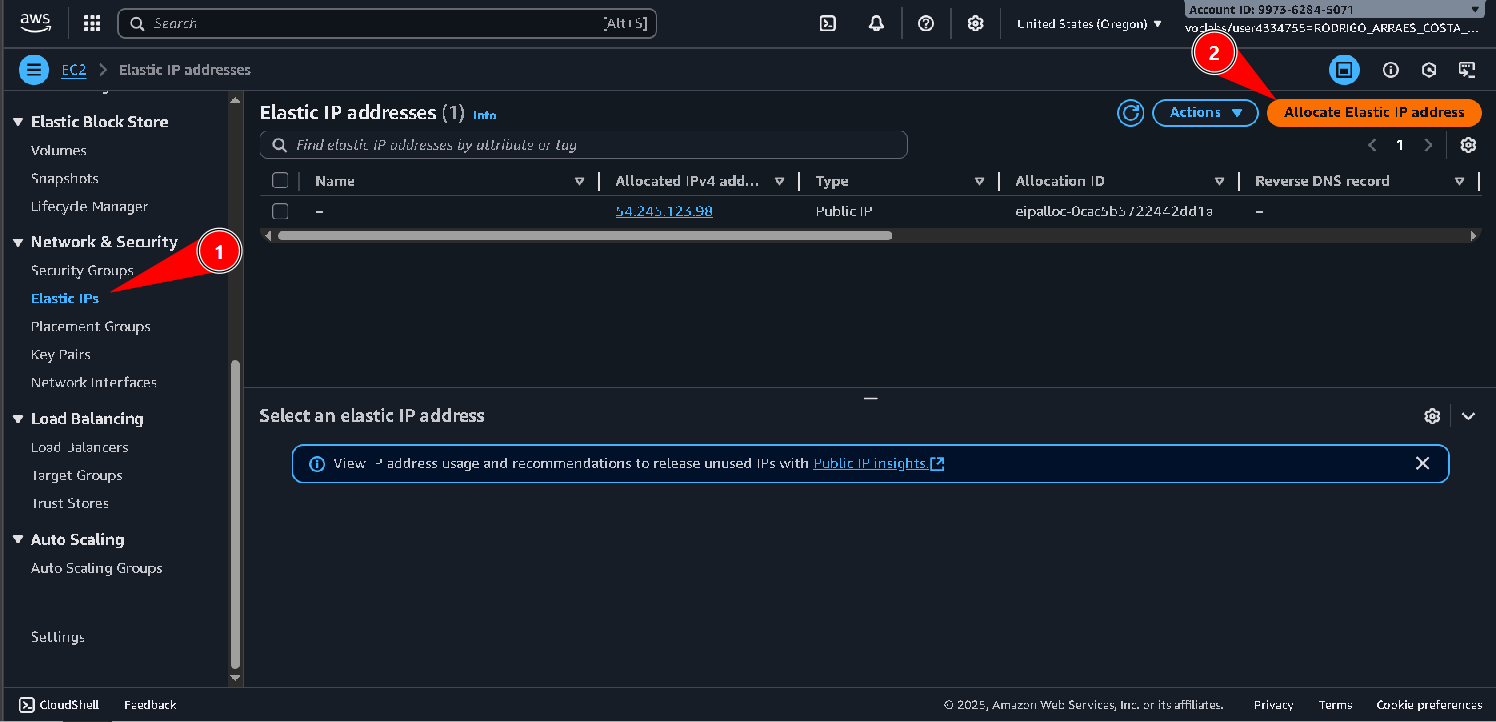 aws
Search
[Alt+S]
United States (Oregon)
Account ID: 9973-6284-5071
voclabs/user4334755=RODRIGO_ARRAES_COSTA_...
2
EC2
Elastic IP addresses
Elastic Block Store
Volumes
Snapshots
Lifecycle Manager
Network & Security
1
Security Groups
Elastic IPs
Placement Groups
Key Pairs
Network Interfaces
Load Balancing
Load Balancers
Target Groups
Trust Stores
Auto Scaling
Auto Scaling Groups
Settings
Elastic IP addresses (1) Info
Actions
Allocate Elastic IP address
Find elastic IP addresses by attribute or tag
1
Name
Allocated IPv4 add...
Type
Allocation ID
Reverse DNS record
–
54.245.123.98
Public IP
eipalloc-0cac5b5722442dd1a
–
Select an elastic IP address
View IP address usage and recommendations to release unused IPs with Public IP insights.
CloudShell
Feedback
© 2025, Amazon Web Services, Inc. or its affiliates.
Privacy
Terms
Cookie preferences